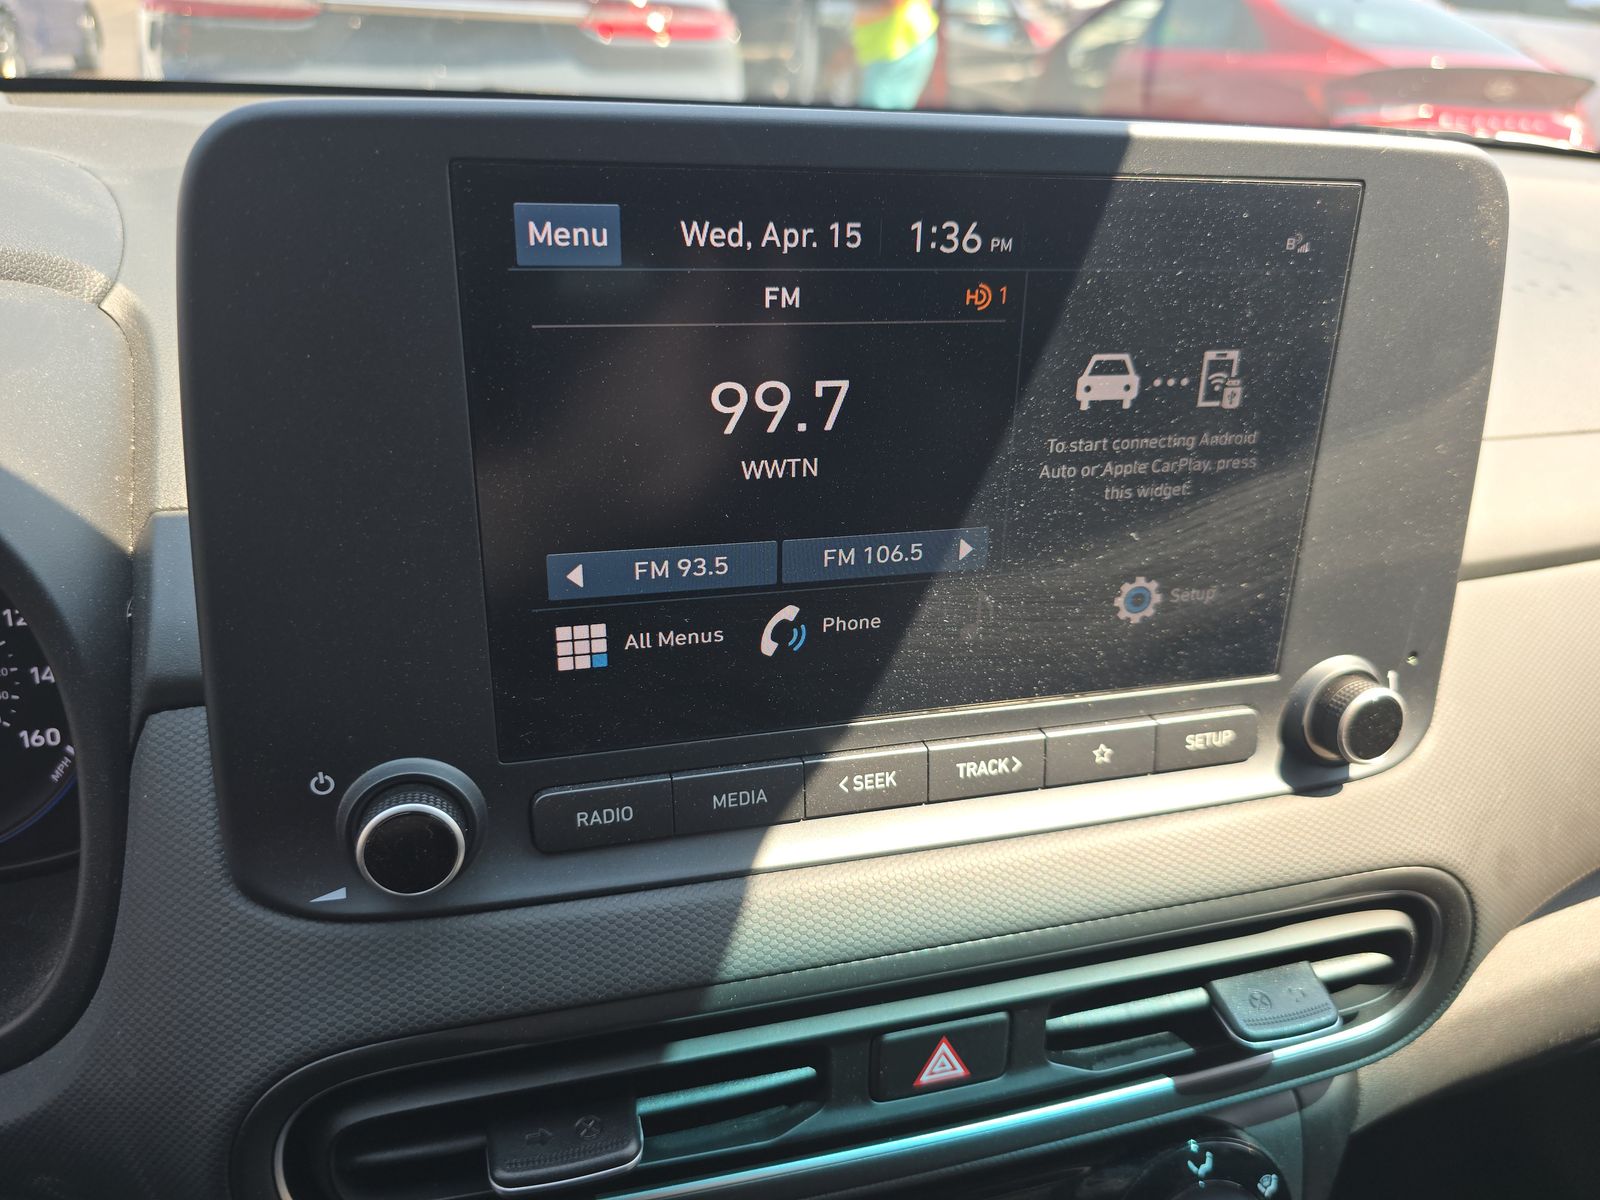 Menu
Wed, Apr. 15
1:36 PM
B
FM
HD 1
99.7
WWTN
To start connecting Android
Auto or Apple CarPlay, press
this widget.
FM 93.5
FM 106.5
All Menus
Phone
Setup
RADIO
MEDIA
< SEEK
TRACK >
SETUP
12
14
160
MPH